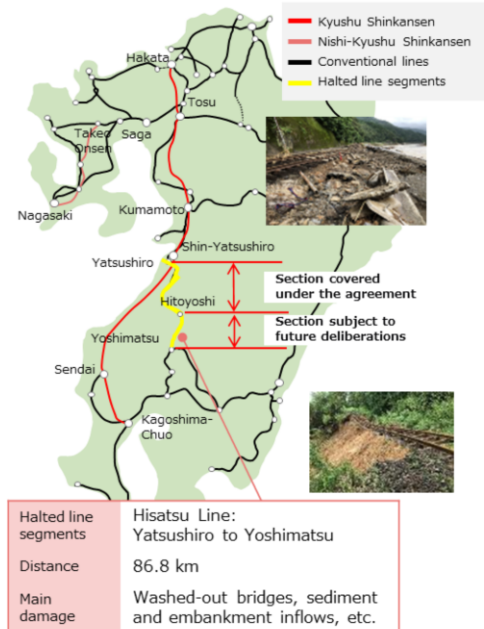 Kyushu Shinkansen
Nishi-Kyushu Shinkansen
Conventional lines
Halted line segments
Hakata
Tosu
Takeo
Onsen
Saga
Nagasaki
Kumamoto
Shin-Yatsushiro
Yatsushiro
Section covered
under the agreement
Hitoyoshi
Section subject to
future deliberations
Yoshimatsu
Sendai
Kagoshima-
Chuo
Halted line
segments
Hisatsu Line:
Yatsushiro to Yoshimatsu
Distance
86.8 km
Main
damage
Washed-out bridges, sediment
and embankment inflows, etc.